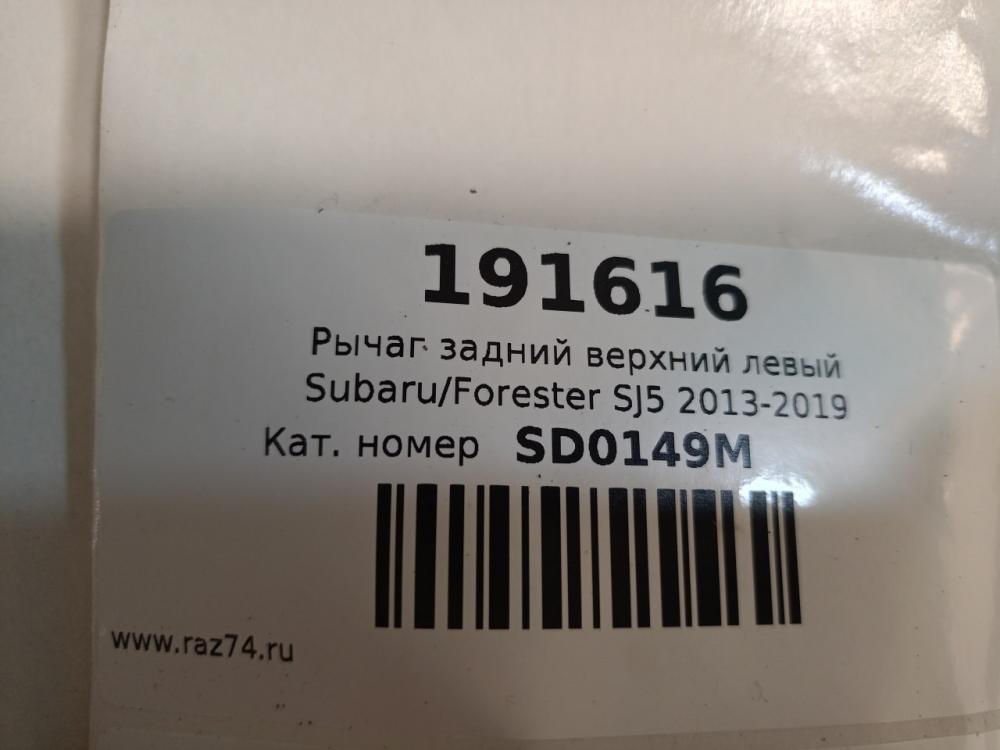 191616
Рычаг задний верхний левый
Subaru/Forester SJ5 2013-2019
Кат. номер SD0149M
www.raz74.ru